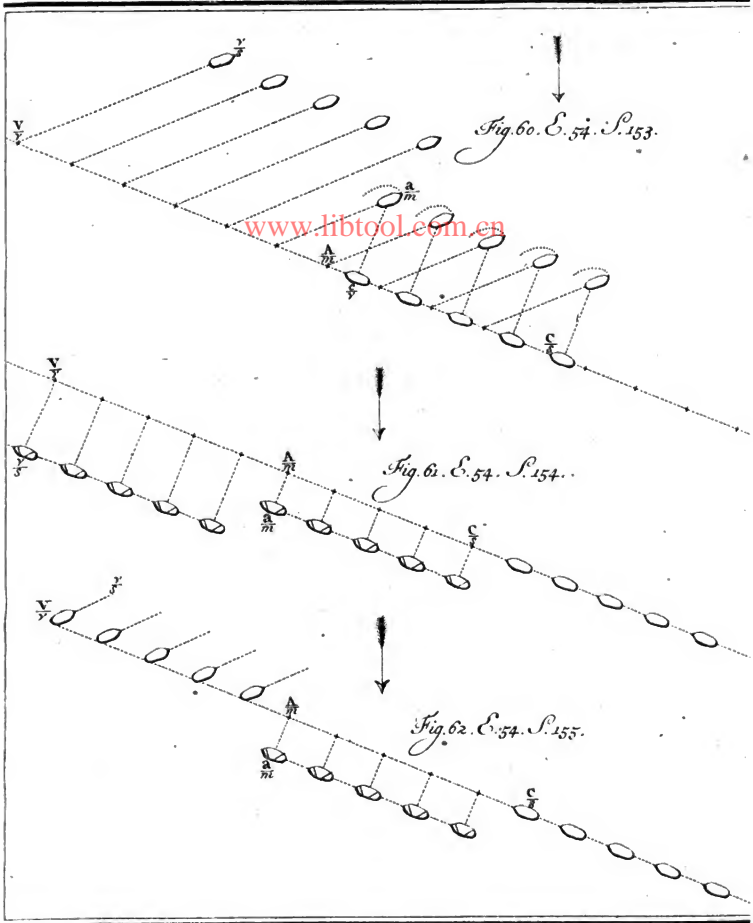 γ/s
V/γ
Fig. 60. E. 54. S. 153.
a/m
www.libtool.com.cn
A/m
C/s
V/γ
A/m
Fig. 61. E. 54. S. 154.
γ/s
a/m
C/s
γ/s
V/γ
A/m
Fig. 62. E. 54. S. 155.
a/m
C/s